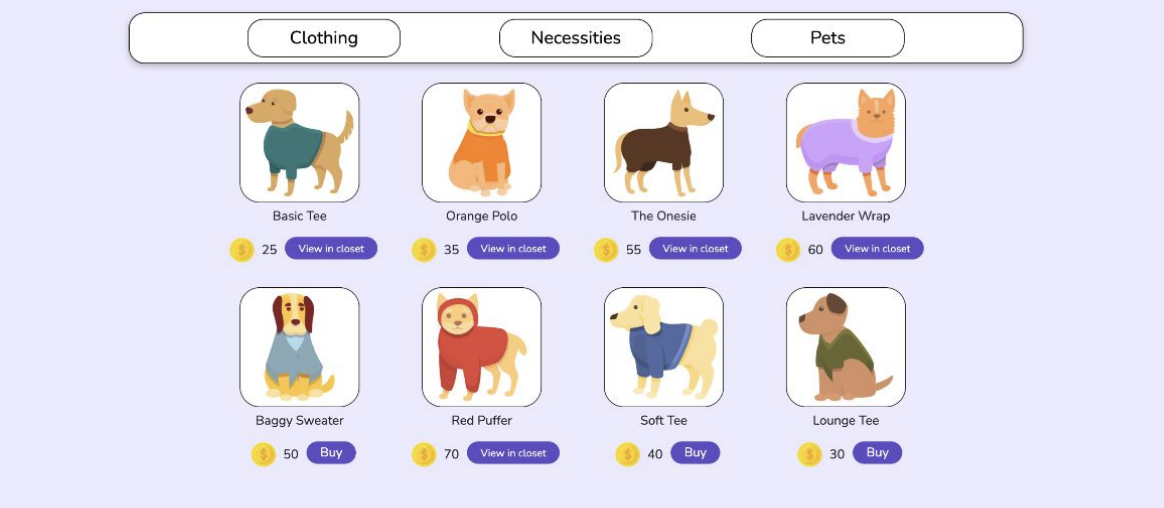 Clothing Necessities Pets
Basic Tee Orange Polo The Onesie Lavender Wrap
$ 25 View in closet $ 35 View in closet $ 55 View in closet $ 60 View in closet
Baggy Sweater Red Puffer Soft Tee Lounge Tee
$ 50 Buy $ 70 View in closet $ 40 Buy $ 30 Buy